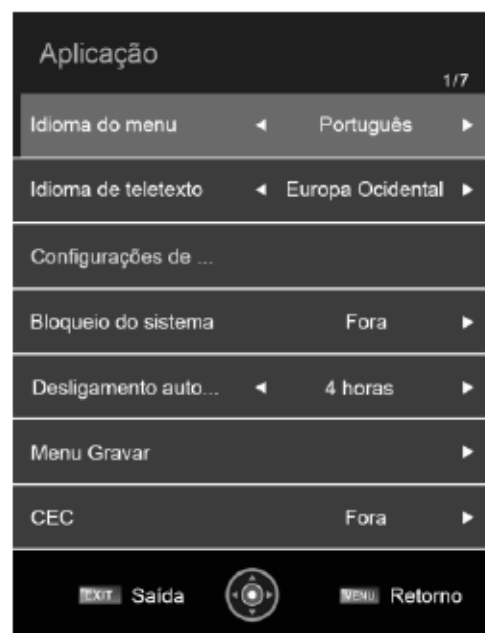 Aplicação
1/7
Idioma do menu ◄ Português ►
Idioma de teletexto ◄ Europa Ocidental ►
Configurações de ...
Bloqueio do sistema Fora ►
Desligamento auto... ◄ 4 horas ►
Menu Gravar ►
CEC Fora ►
EXIT Saída MENU Retorno